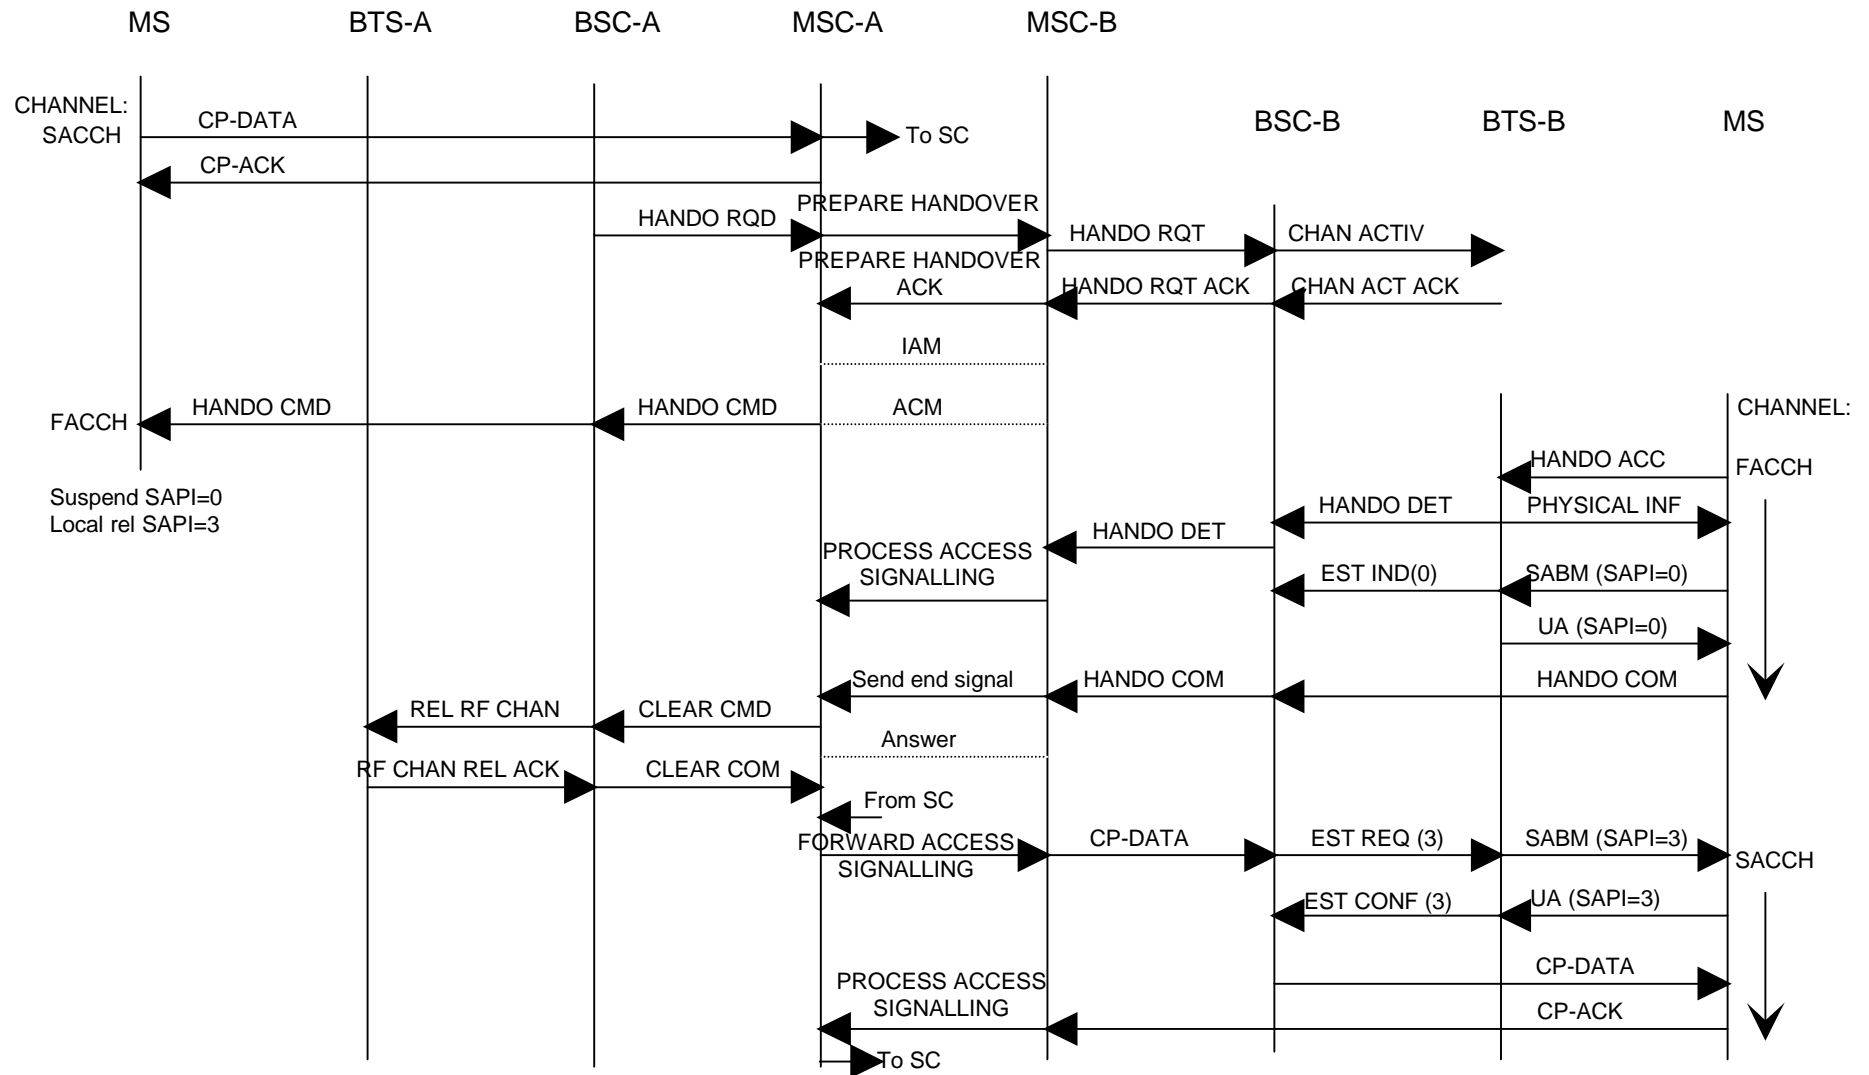 MS BTS-A BSC-A MSC-A MSC-B
BSC-B BTS-B MS
CHANNEL:
SACCH
CP-DATA
To SC
CP-ACK
PREPARE HANDOVER
HANDO RQD
HANDO RQT
CHAN ACTIV
PREPARE HANDOVER
ACK
HANDO RQT ACK
CHAN ACT ACK
IAM
FACCH
HANDO CMD
HANDO CMD
ACM
CHANNEL:
HANDO ACC
FACCH
Suspend SAPI=0
Local rel SAPI=3
HANDO DET
PHYSICAL INF
HANDO DET
PROCESS ACCESS
SIGNALLING
EST IND(0)
SABM (SAPI=0)
UA (SAPI=0)
Send end signal
HANDO COM
HANDO COM
REL RF CHAN
CLEAR CMD
Answer
RF CHAN REL ACK
CLEAR COM
From SC
FORWARD ACCESS
SIGNALLING
CP-DATA
EST REQ (3)
SABM (SAPI=3)
SACCH
EST CONF (3)
UA (SAPI=3)
CP-DATA
PROCESS ACCESS
SIGNALLING
CP-ACK
To SC